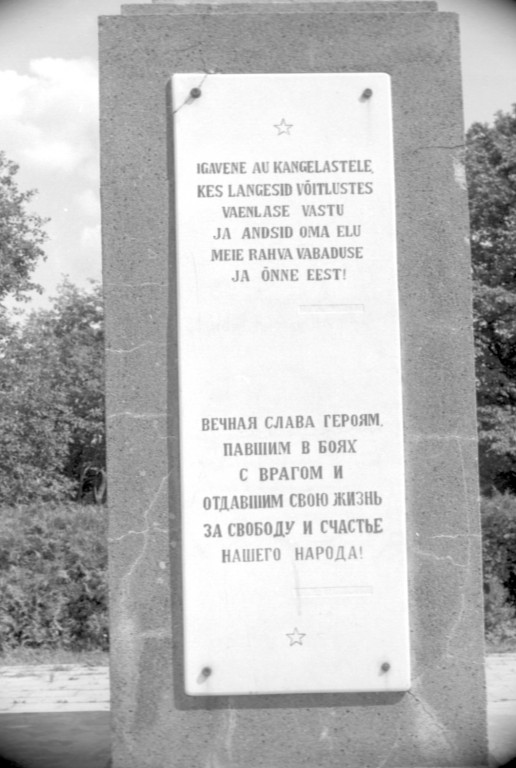 IGAVENE AU KANGELASTELE,
KES LANGESID VÕITLUSTES
VAENLASE VASTU
JA ANDSID OMA ELU
MEIE RAHVA VABADUSE
JA ÕNNE EEST!
ВЕЧНАЯ СЛАВА ГЕРОЯМ,
ПАВШИМ В БОЯХ
С ВРАГОМ И
ОТДАВШИМ СВОЮ ЖИЗНЬ
ЗА СВОБОДУ И СЧАСТЬЕ
НАШЕГО НАРОДА!